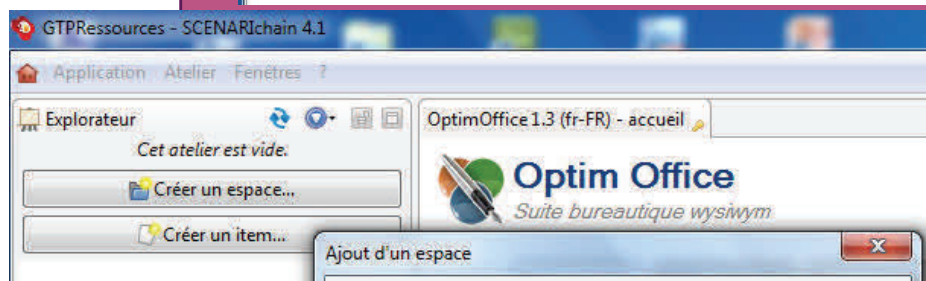 GTPRessources - SCENARIchain 4.1
Application Atelier Fenêtres ?
Explorateur
Cet atelier est vide.
Créer un espace...
Créer un item...
OptimOffice 1.3 (fr-FR) - accueil
Optim Office
Suite bureautique wysiwym
Ajout d'un espace